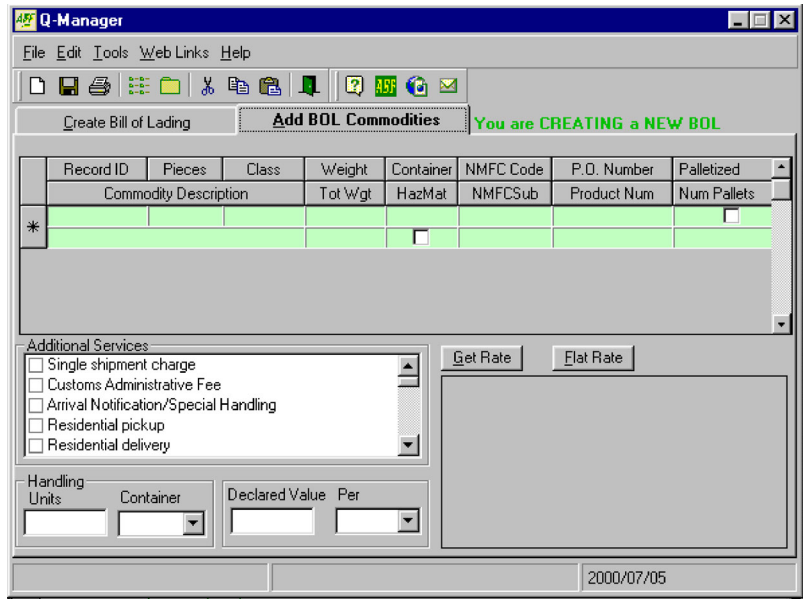 Q-Manager
File Edit Tools Web Links Help
ABF
Create Bill of Lading Add BOL Commodities You are CREATING a NEW BOL
Record ID Pieces Class Weight Container NMFC Code P.O. Number Palletized
Commodity Description Tot Wgt HazMat NMFCSub Product Num Num Pallets
*
Additional Services
Single shipment charge
Customs Administrative Fee
Arrival Notification/Special Handling
Residential pickup
Residential delivery
Get Rate Flat Rate
Handling
Units Container Declared Value Per
2000/07/05